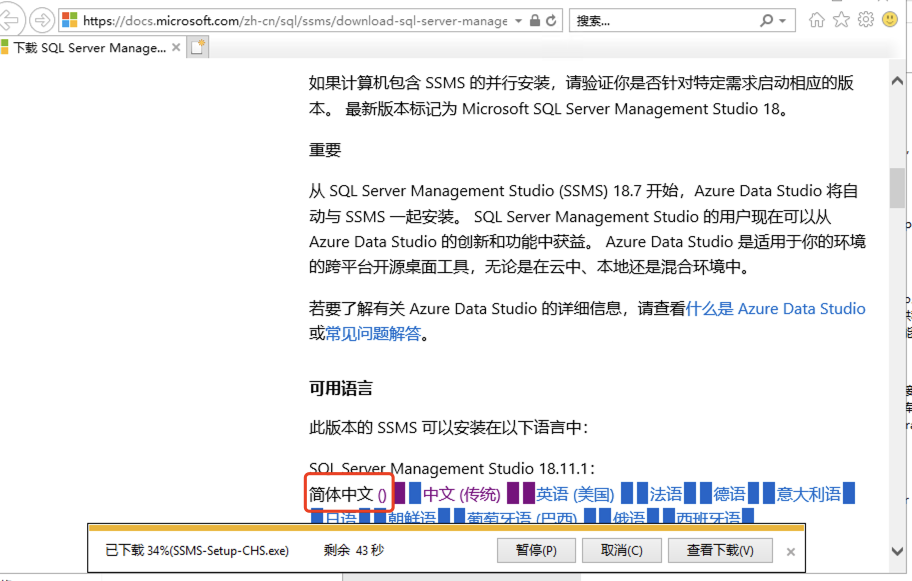 https://docs.microsoft.com/zh-cn/sql/ssms/download-sql-server-manage
搜索...
下载 SQL Server Manage...
如果计算机包含 SSMS 的并行安装，请验证你是否针对特定需求启动相应的版
本。 最新版本标记为 Microsoft SQL Server Management Studio 18。
重要
从 SQL Server Management Studio (SSMS) 18.7 开始，Azure Data Studio 将自
动与 SSMS 一起安装。 SQL Server Management Studio 的用户现在可以从
Azure Data Studio 的创新和功能中获益。 Azure Data Studio 是适用于你的环境
的跨平台开源桌面工具，无论是在云中、本地还是混合环境中。
若要了解有关 Azure Data Studio 的详细信息，请查看什么是 Azure Data Studio
或常见问题解答。
可用语言
此版本的 SSMS 可以安装在以下语言中：
SQL Server Management Studio 18.11.1：
简体中文 () 中文 (传统) 英语 (美国) 法语 德语 意大利语
日语 朝鲜语 葡萄牙语 (巴西) 俄语 西班牙语
已下载 34%(SSMS-Setup-CHS.exe) 剩余 43 秒 暂停(P) 取消(C) 查看下载(V)